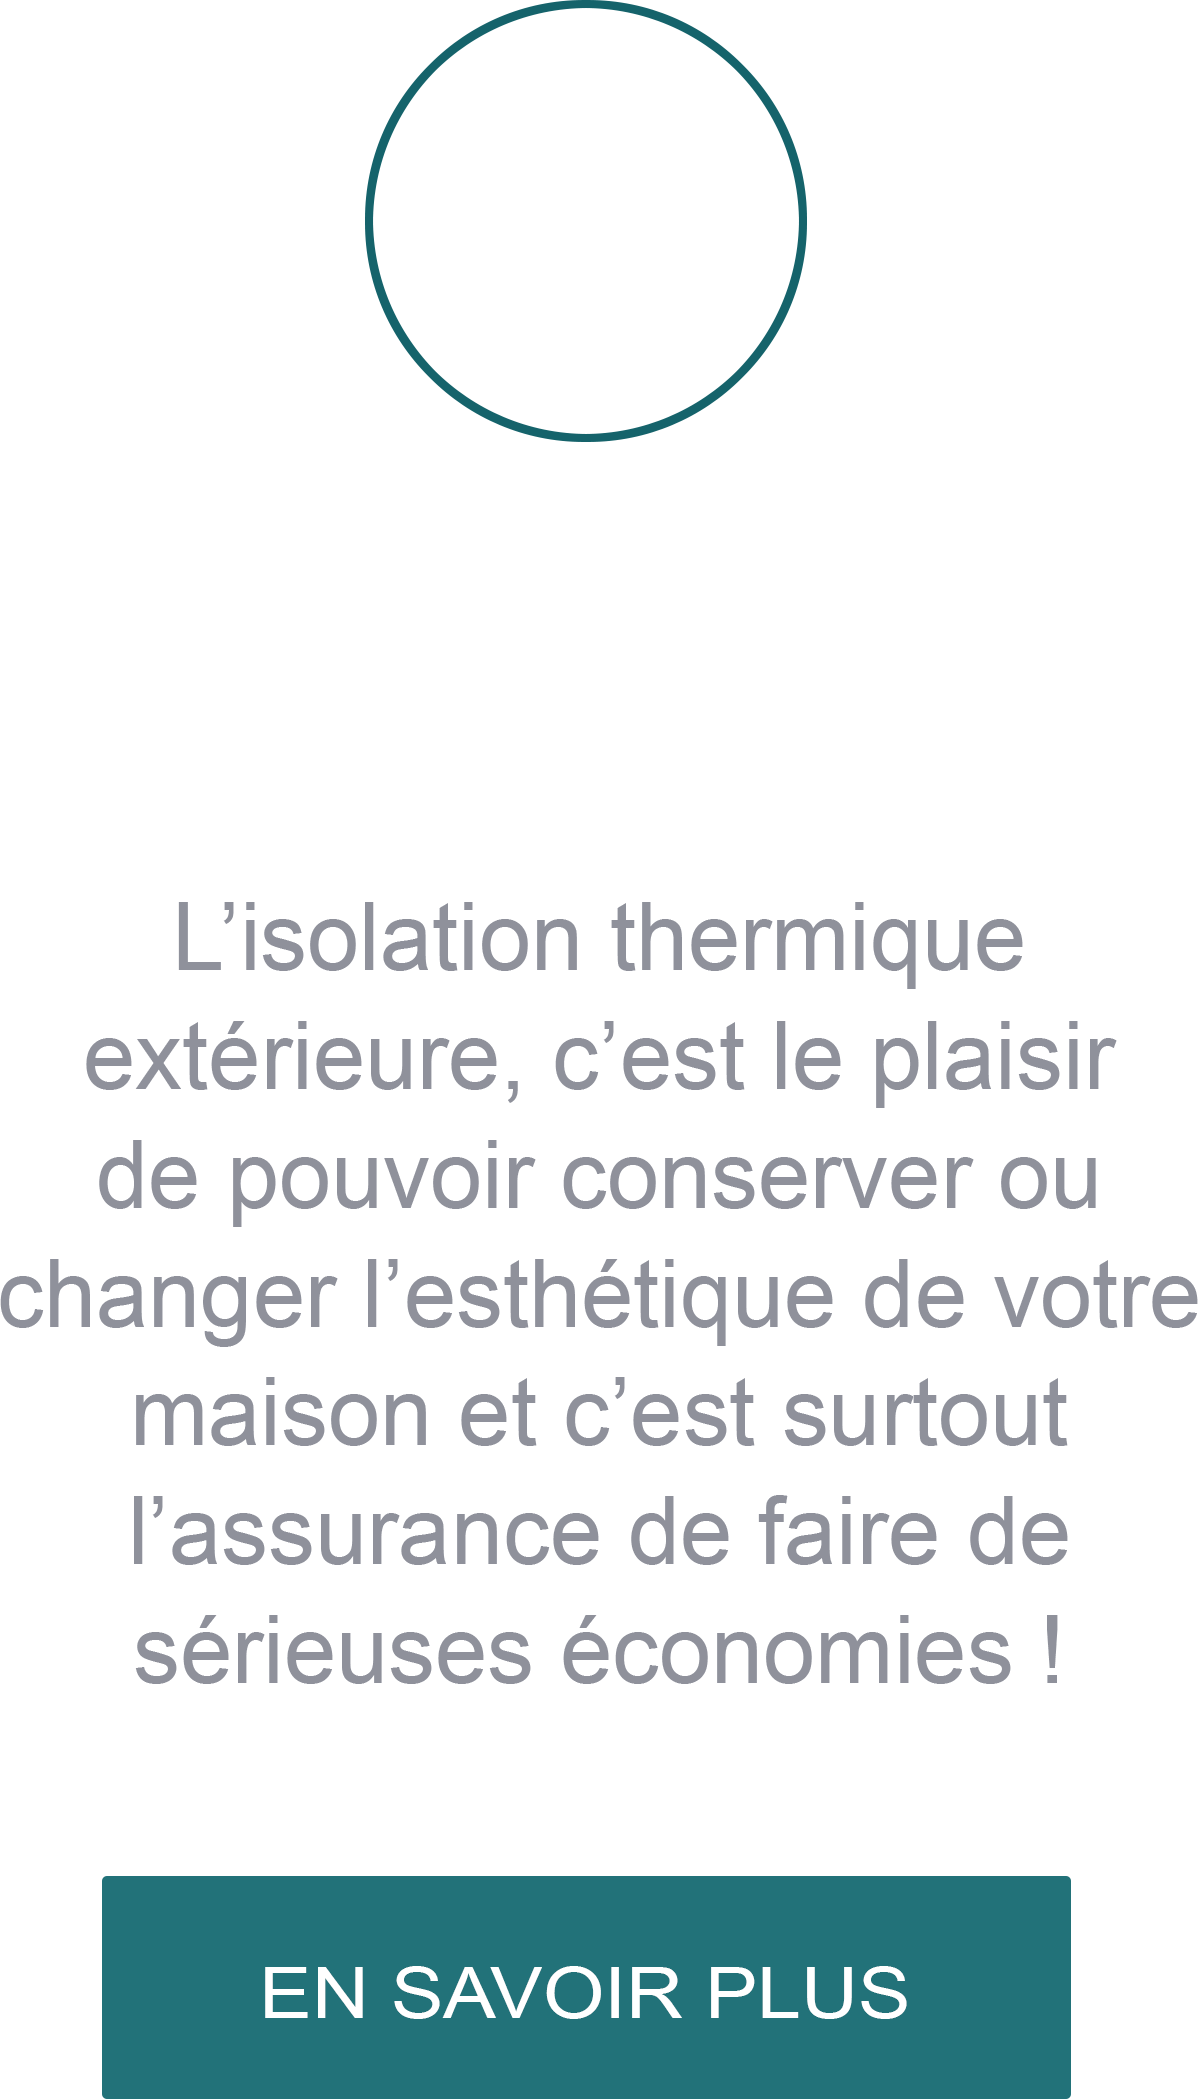 L’isolation thermique
extérieure, c’est le plaisir
de pouvoir conserver ou
changer l’esthétique de votre
maison et c’est surtout
l’assurance de faire de
sérieuses économies !
EN SAVOIR PLUS